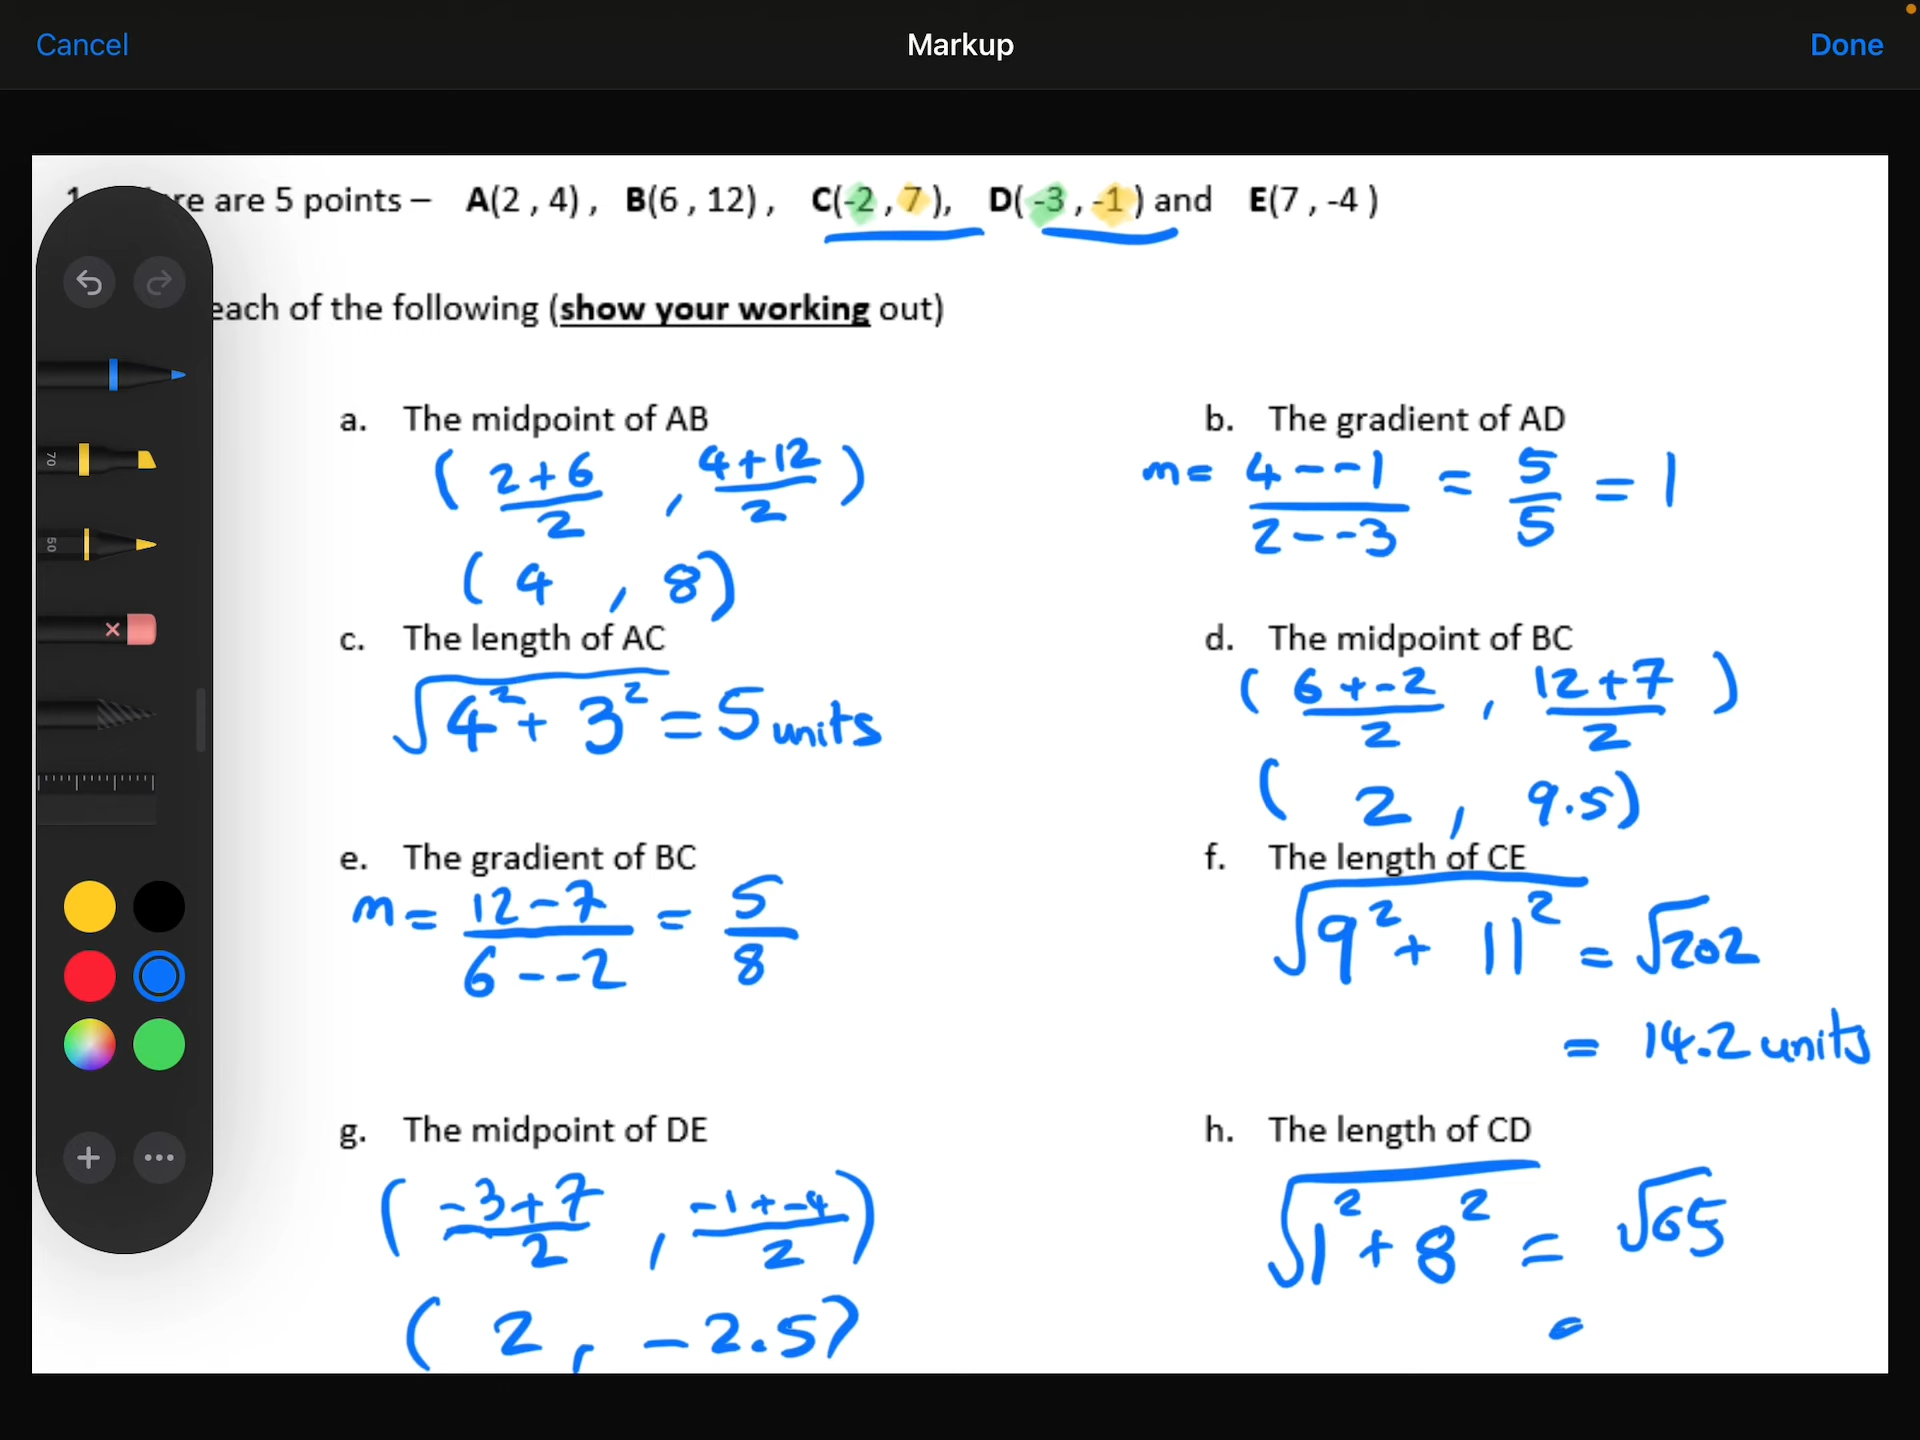 Cancel Markup Done
1. ere are 5 points – A(2 , 4) , B(6 , 12) , C(-2 , 7 ), D( -3 , -1 ) and E(7 , -4 )
each of the following (show your working out)
a. The midpoint of AB
( 2+6/2 , 4+12/2 )
( 4 , 8)
b. The gradient of AD
m= 4--1/2--3 = 5/5 = 1
c. The length of AC
√4²+ 3² = 5 units
d. The midpoint of BC
( 6+-2/2 , 12+7/2 )
( 2 , 9.5)
e. The gradient of BC
m = 12-7/6--2 = 5/8
f. The length of CE
√9²+ 11² = √202
= 14.2 units
g. The midpoint of DE
( -3+7/2 , -1+-4/2 )
( 2, -2.5)
h. The length of CD
√1²+8² = √65
70
50